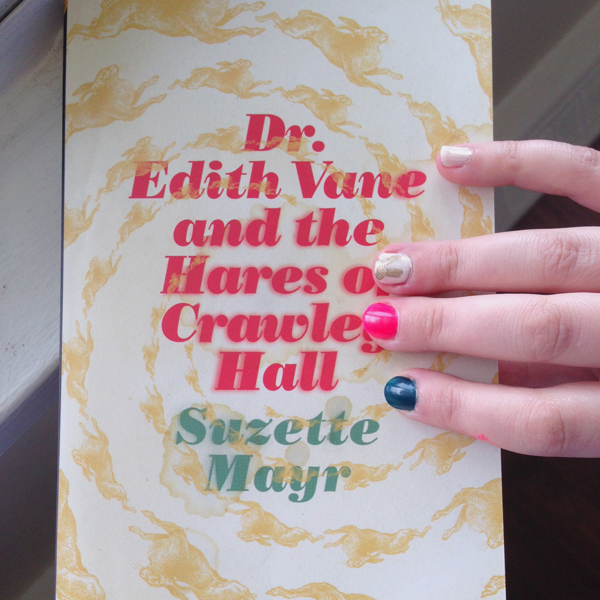 Dr.
Edith Vane
and the
Hares of
Crawley
Hall
Suzette
Mayr